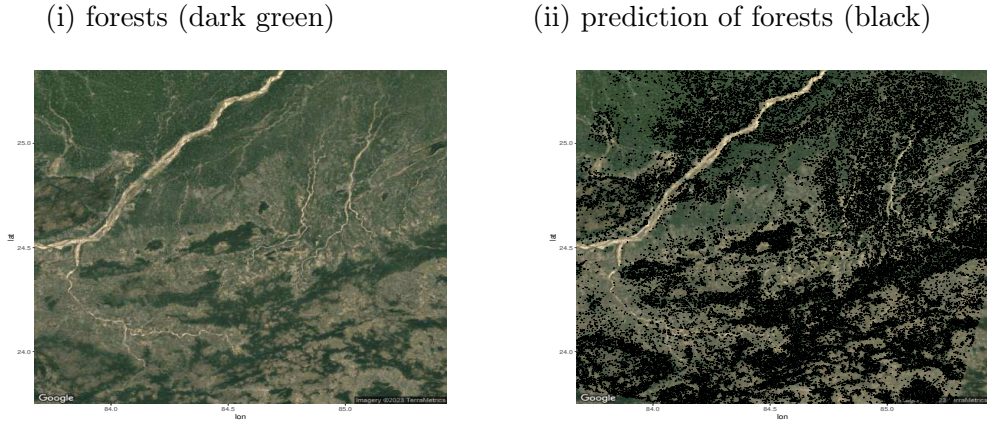 (i) forests (dark green)
(ii) prediction of forests (black)
25.0
24.5
24.0
lat
84.0
84.5
85.0
lon
Google
Imagery ©2023 TerraMetrics
25.0
24.5
24.0
lat
84.0
84.5
85.0
lon
Google
23
erraMetrics